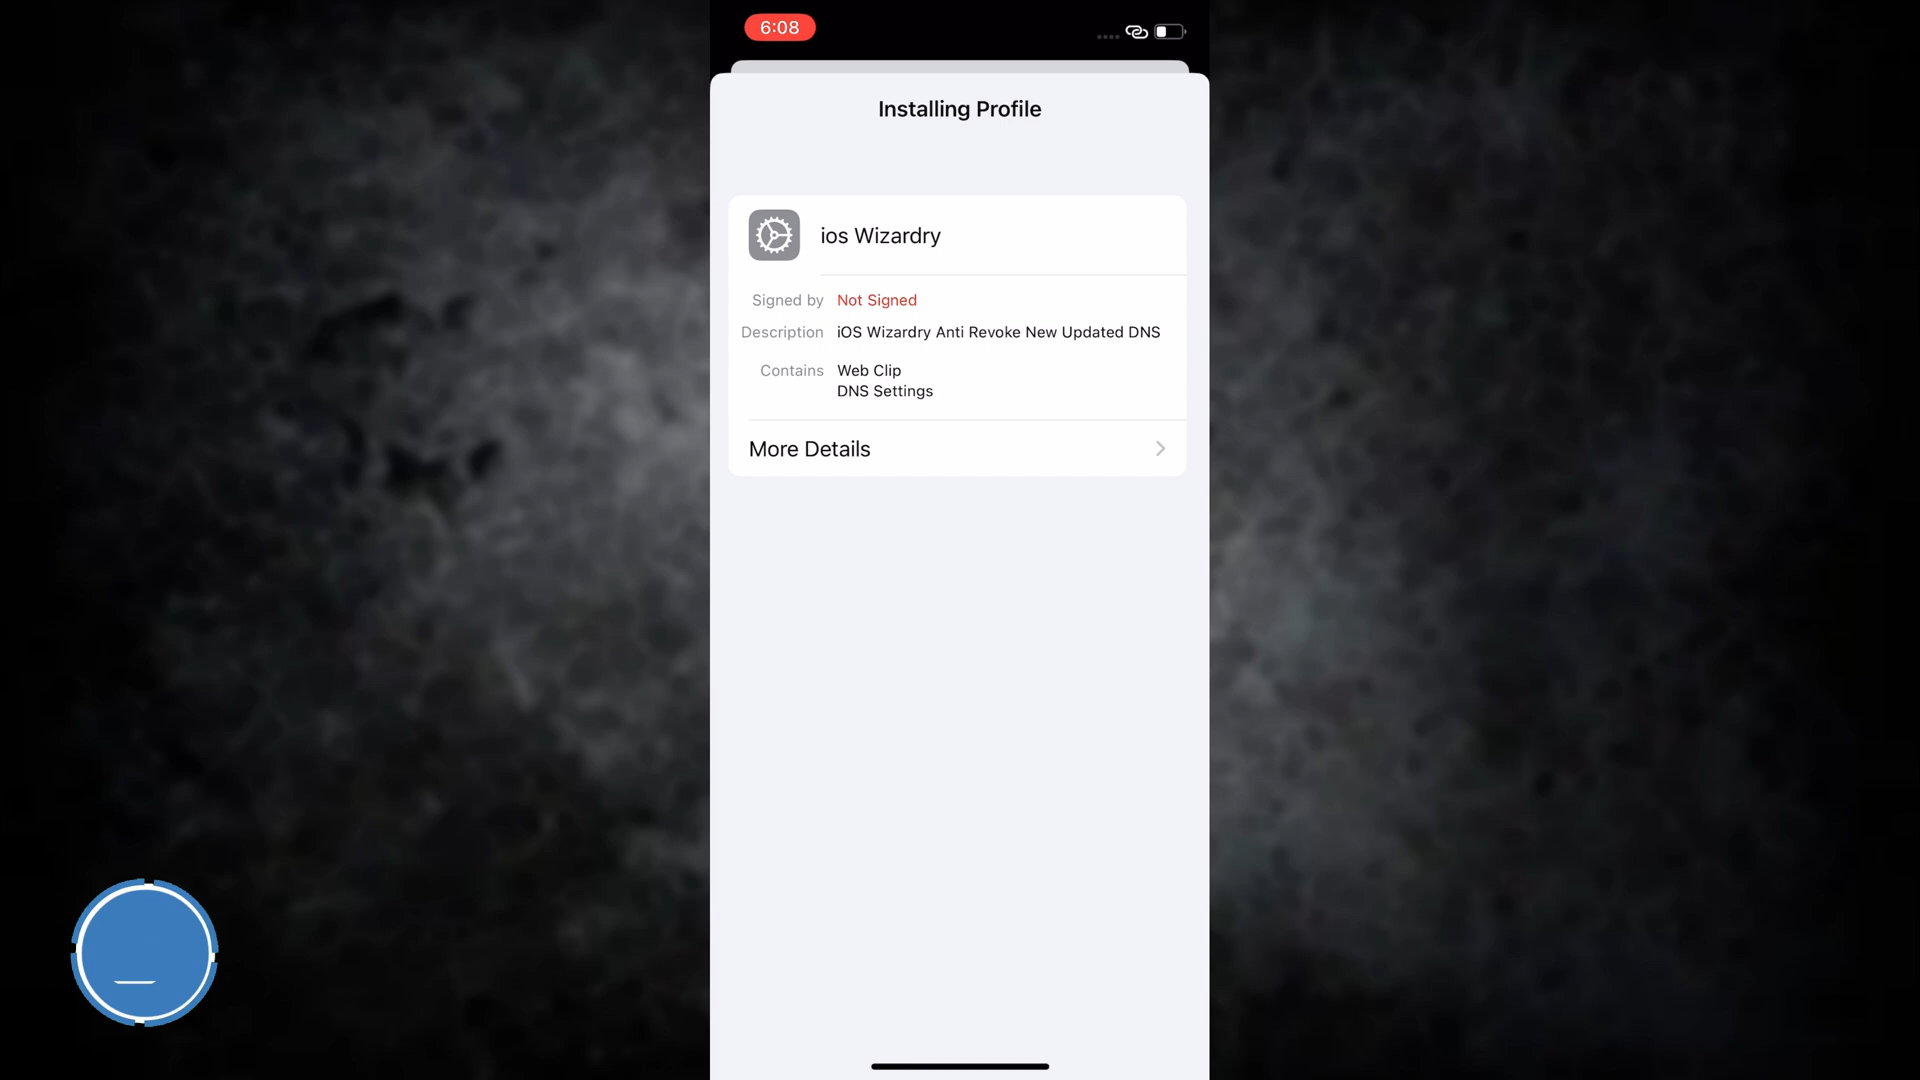 6:08
Installing Profile
ios Wizardry
Signed by Not Signed
Description iOS Wizardry Anti Revoke New Updated DNS
Contains Web Clip
DNS Settings
More Details